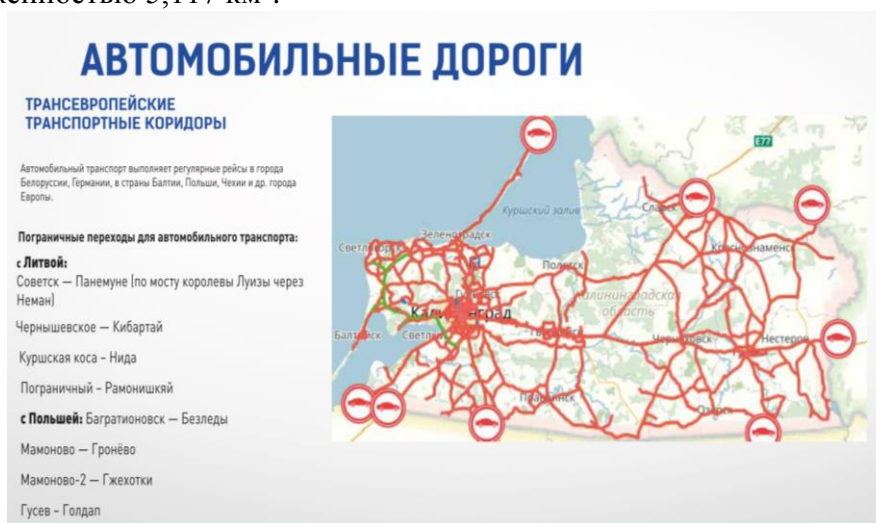 АВТОМОБИЛЬНЫЕ ДОРОГИ
ТРАНСЕВРОПЕЙСКИЕ
ТРАНСПОРТНЫЕ КОРИДОРЫ
Автомобильный транспорт выполняет регулярные рейсы в города
Белоруссии, Германии, в страны Балтии, Польши, Чехии и др. города
Европы.
Пограничные переходы для автомобильного транспорта:
с Литвой:
Советск — Панемуне (по мосту королевы Луизы через
Неман)
Чернышевское — Кибартай
Куршская коса – Нида
Пограничный – Рамонишкяй
с Польшей: Багратионовск — Безледы
Мамоново — Гронёво
Мамоново-2 — Гжехотки
Гусев – Голдап
E77
Куршский залив
Славск
Зеленоградск
Краснознаменск
Светлогорск
Полесск
Калининградская
область
Калининград
Балтийск
Черняховск
Нестеров
Правдинск
Озёрск